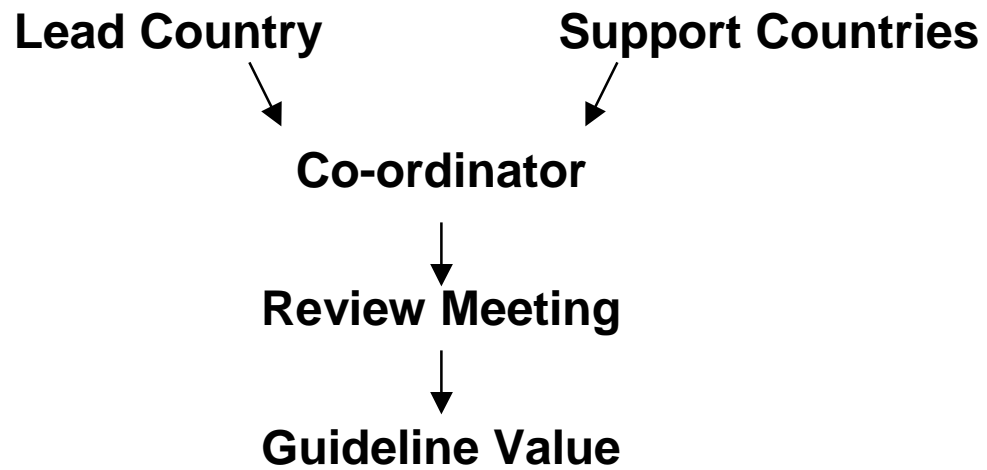 Lead Country Support Countries
Co-ordinator
Review Meeting
Guideline Value